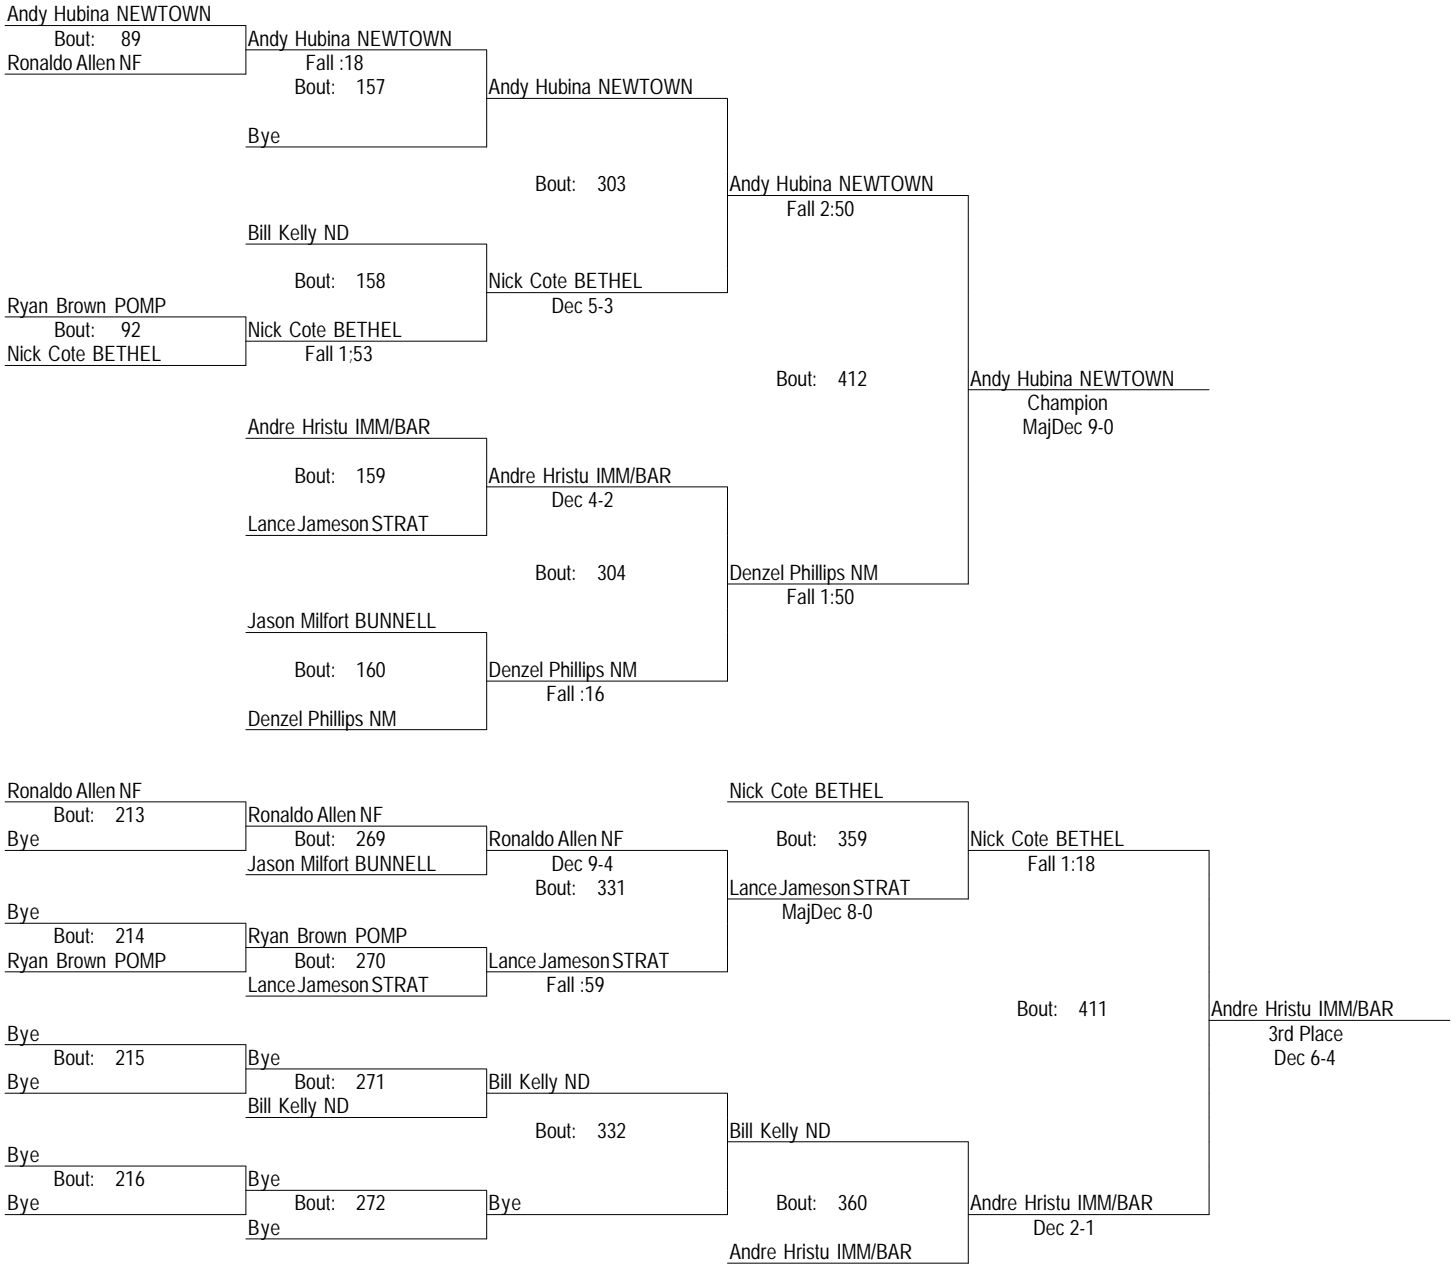 Andy Hubina NEWTOWN
Bout: 89
Andy Hubina NEWTOWN
Ronaldo Allen NF
Fall :18
Bout: 157
Andy Hubina NEWTOWN
Bye
Bout: 303
Andy Hubina NEWTOWN
Fall 2:50
Bill Kelly ND
Bout: 158
Nick Cote BETHEL
Dec 5-3
Ryan Brown POMP
Bout: 92
Nick Cote BETHEL
Nick Cote BETHEL
Fall 1;53
Bout: 412
Andy Hubina NEWTOWN
Champion
MajDec 9-0
Andre Hristu IMM/BAR
Bout: 159
Andre Hristu IMM/BAR
Dec 4-2
Lance Jameson STRAT
Bout: 304
Denzel Phillips NM
Fall 1:50
Jason Milfort BUNNELL
Bout: 160
Denzel Phillips NM
Fall :16
Denzel Phillips NM
Ronaldo Allen NF
Nick Cote BETHEL
Bout: 213
Ronaldo Allen NF
Bye
Bout: 269
Ronaldo Allen NF
Bout: 359
Nick Cote BETHEL
Jason Milfort BUNNELL
Dec 9-4
Fall 1:18
Bout: 331
Lance Jameson STRAT
Bye
MajDec 8-0
Bout: 214
Ryan Brown POMP
Ryan Brown POMP
Bout: 270
Lance Jameson STRAT
Lance Jameson STRAT
Fall :59
Bout: 411
Andre Hristu IMM/BAR
Bye
3rd Place
Bout: 215
Bye
Dec 6-4
Bye
Bout: 271
Bill Kelly ND
Bill Kelly ND
Bout: 332
Bill Kelly ND
Bye
Bout: 216
Bye
Bye
Bout: 272
Bye
Bout: 360
Andre Hristu IMM/BAR
Bye
Dec 2-1
Andre Hristu IMM/BAR